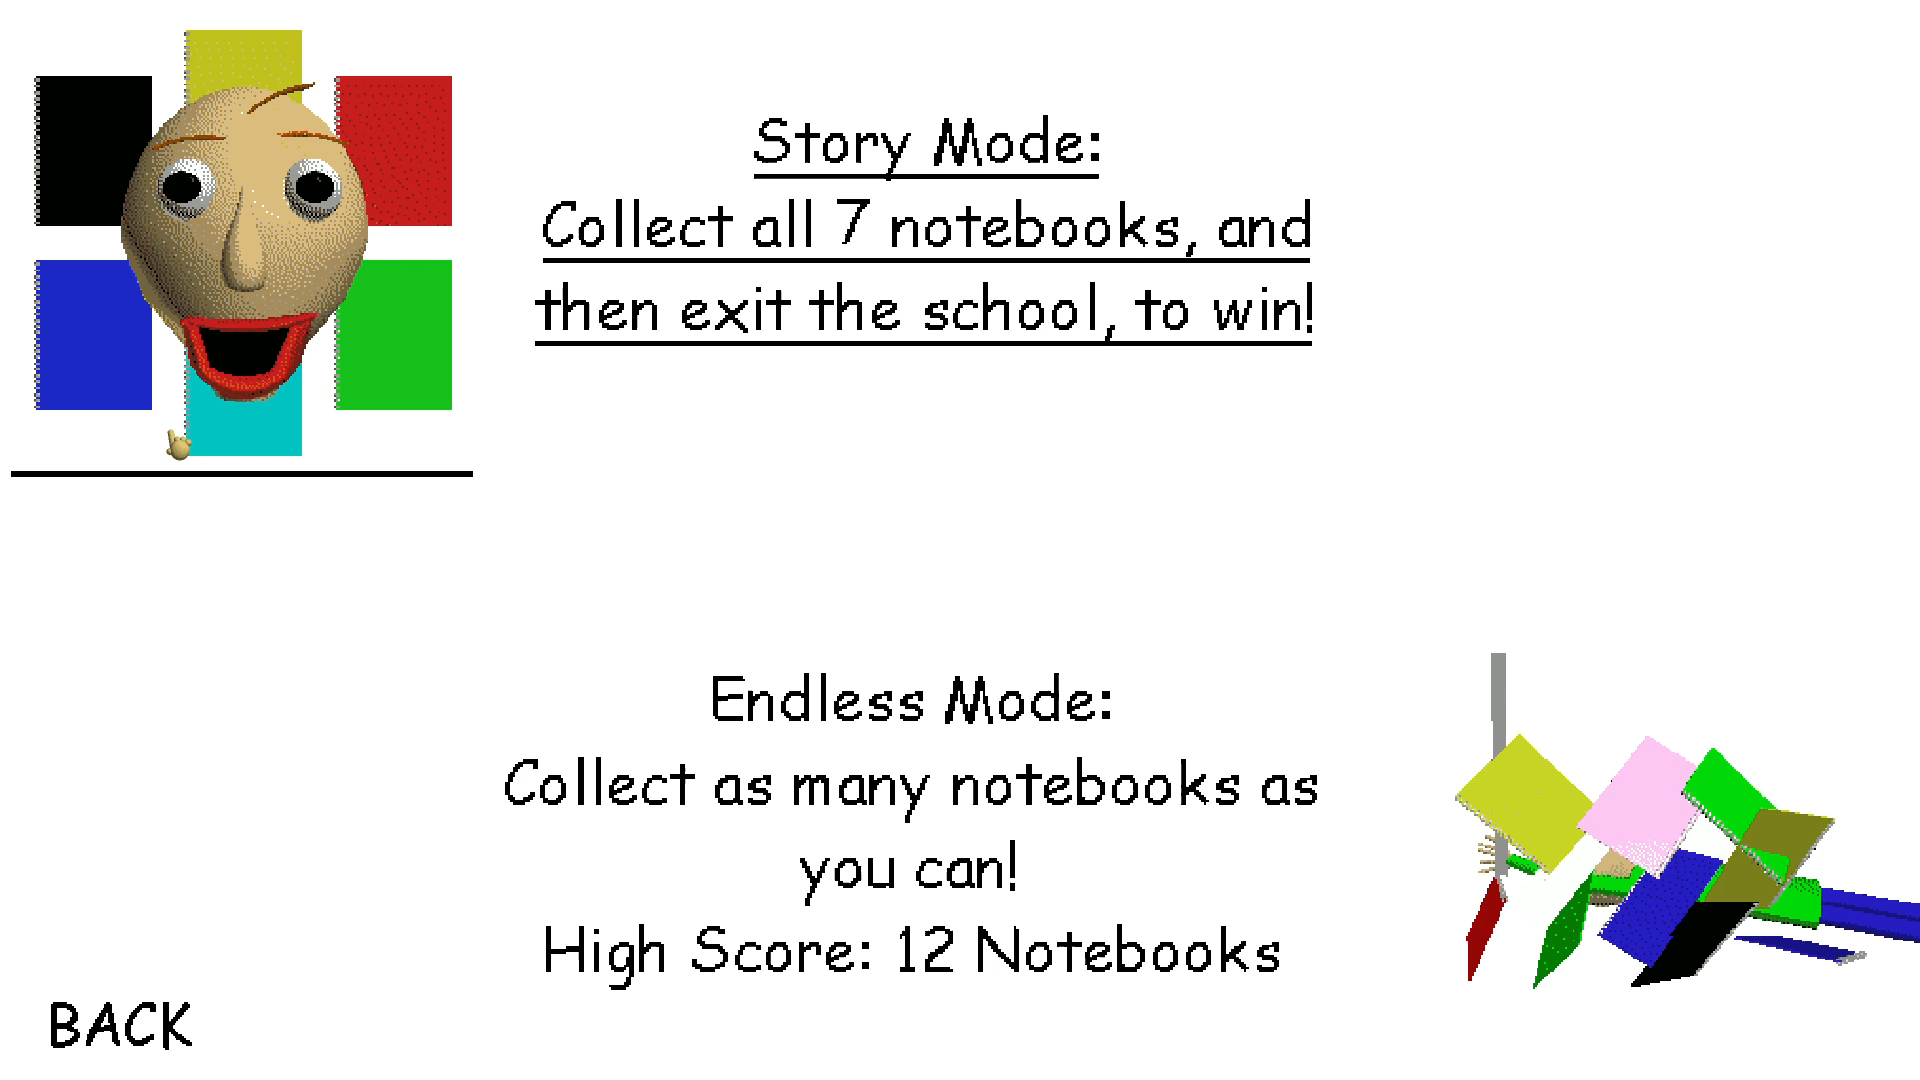 Story Mode:
Collect all 7 notebooks, and
then exit the school, to win!
Endless Mode:
Collect as many notebooks as
you can!
High Score: 12 Notebooks
BACK